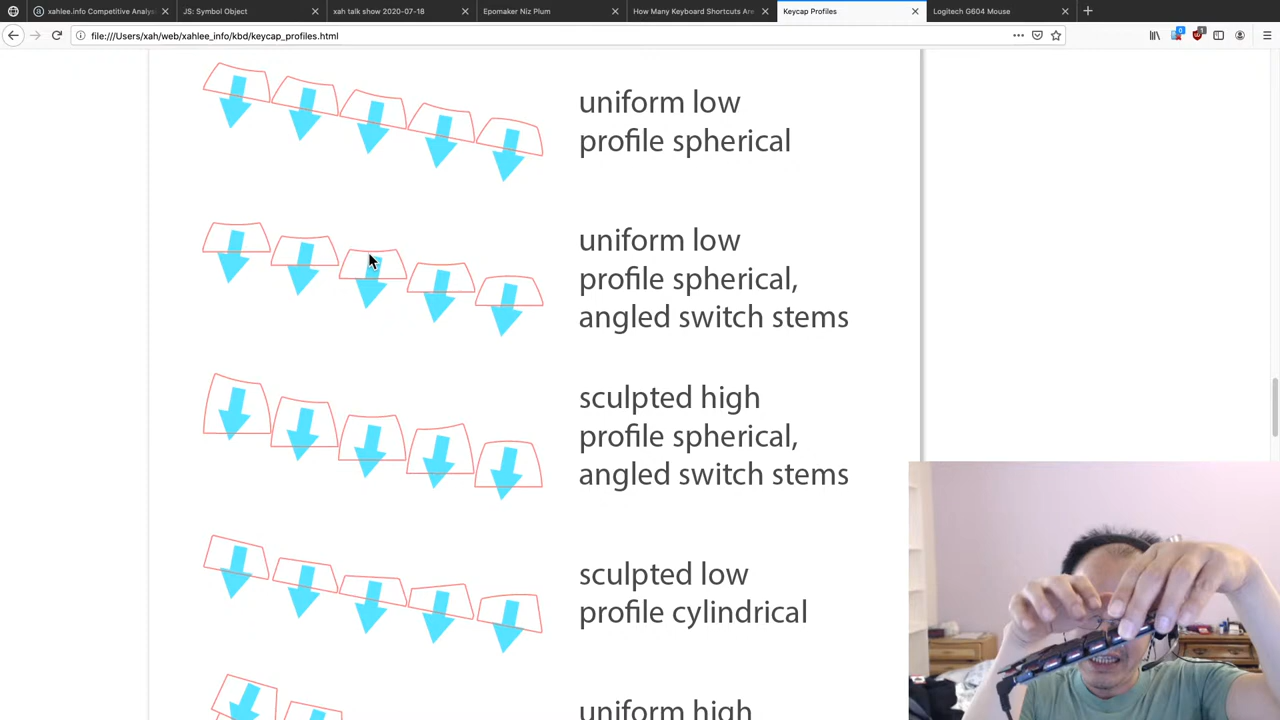 xahlee.info Competitive Analys
JS: Symbol Object
xah talk show 2020-07-18
Epomaker Niz Plum
How Many Keyboard Shortcuts Are
Keycap Profiles
Logitech G604 Mouse
file:///Users/xah/web/xahlee_info/kbd/keycap_profiles.html
0
1
uniform low
profile spherical
uniform low
profile spherical,
angled switch stems
sculpted high
profile spherical,
angled switch stems
sculpted low
profile cylindrical
uniform high